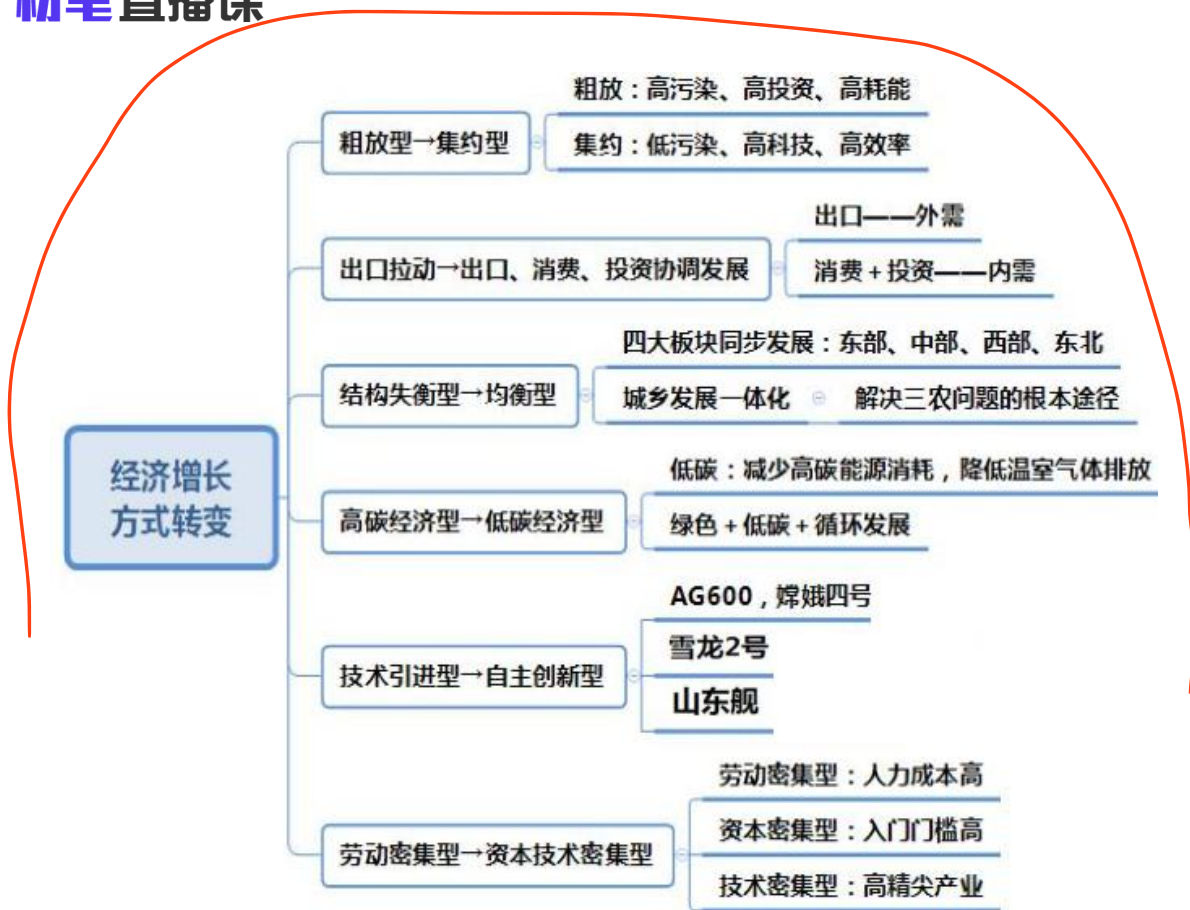 粉笔直播课
粗放：高污染、高投资、高耗能
粗放型→集约型
集约：低污染、高科技、高效率
出口——外需
出口拉动→出口、消费、投资协调发展
消费+投资——内需
四大板块同步发展：东部、中部、西部、东北
结构失衡型→均衡型
城乡发展一体化
解决三农问题的根本途径
经济增长
方式转变
低碳：减少高碳能源消耗，降低温室气体排放
高碳经济型→低碳经济型
绿色+低碳+循环发展
AG600，嫦娥四号
技术引进型→自主创新型
雪龙2号
山东舰
劳动密集型：人力成本高
劳动密集型→资本技术密集型
资本密集型：入门门槛高
技术密集型：高精尖产业